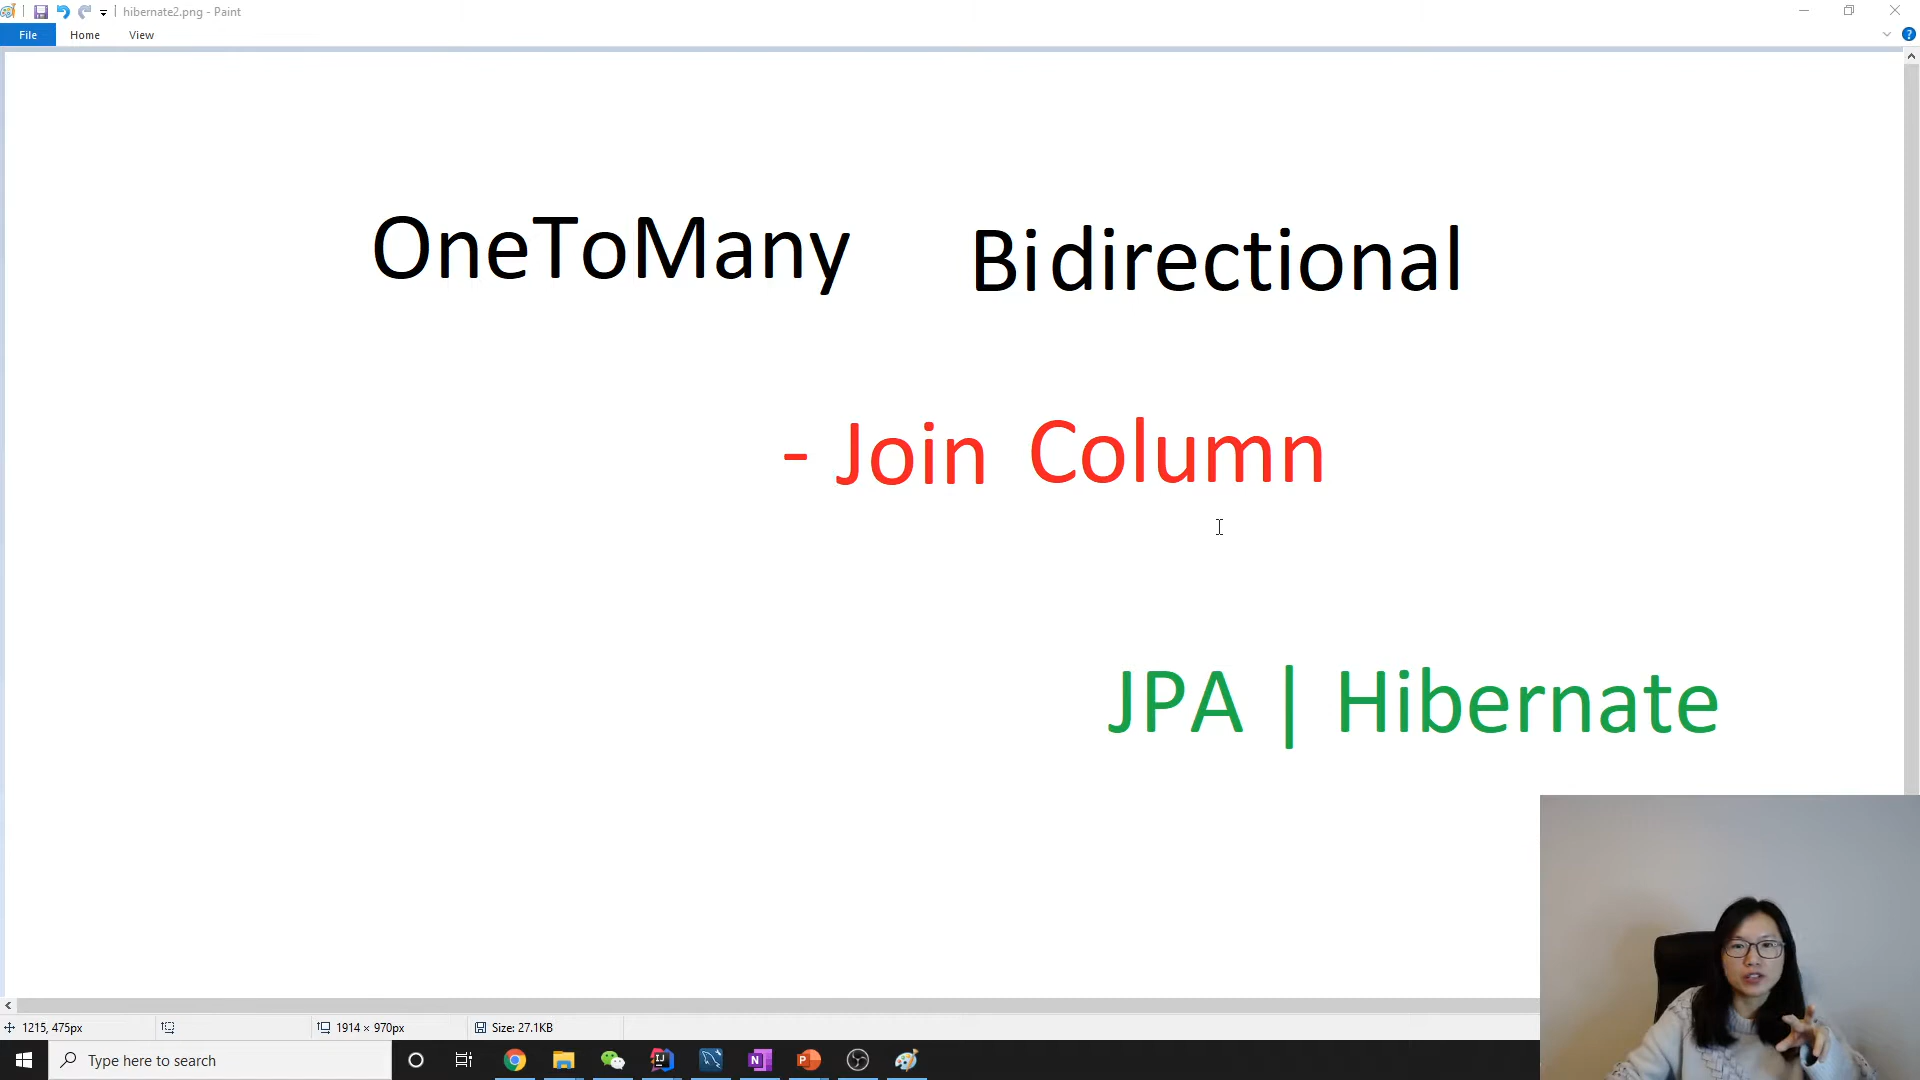 hibernate2.png - Paint
File Home View
OneToMany Bidirectional
- Join Column
JPA | Hibernate
1215, 475px
1914 × 970px
Size: 27.1KB
Type here to search